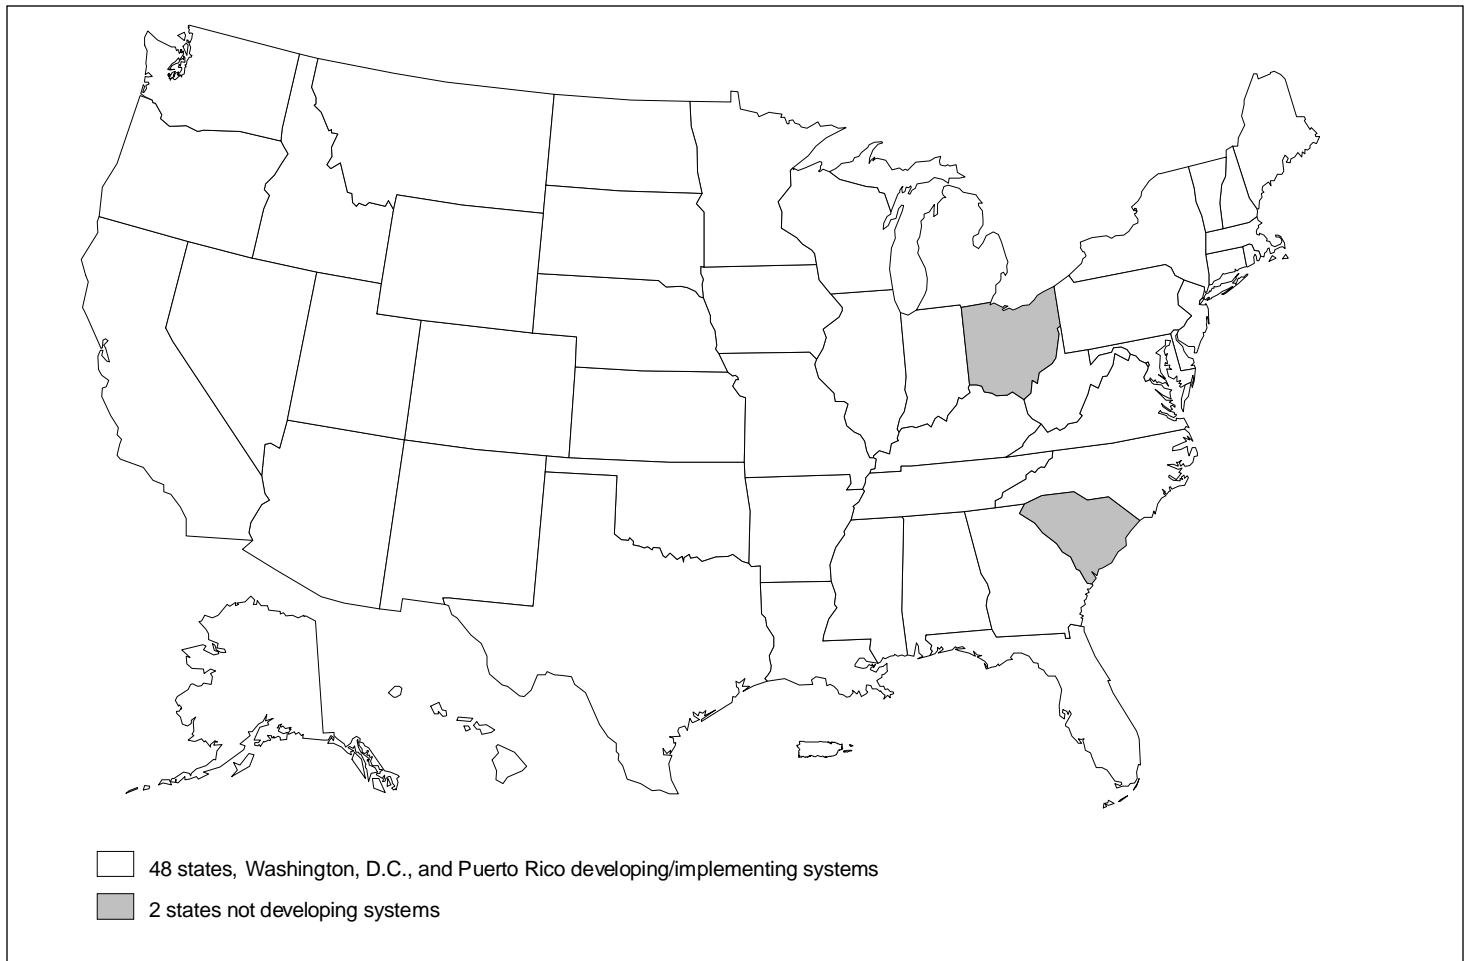 48 states, Washington, D.C., and Puerto Rico developing/implementing systems
2 states not developing systems